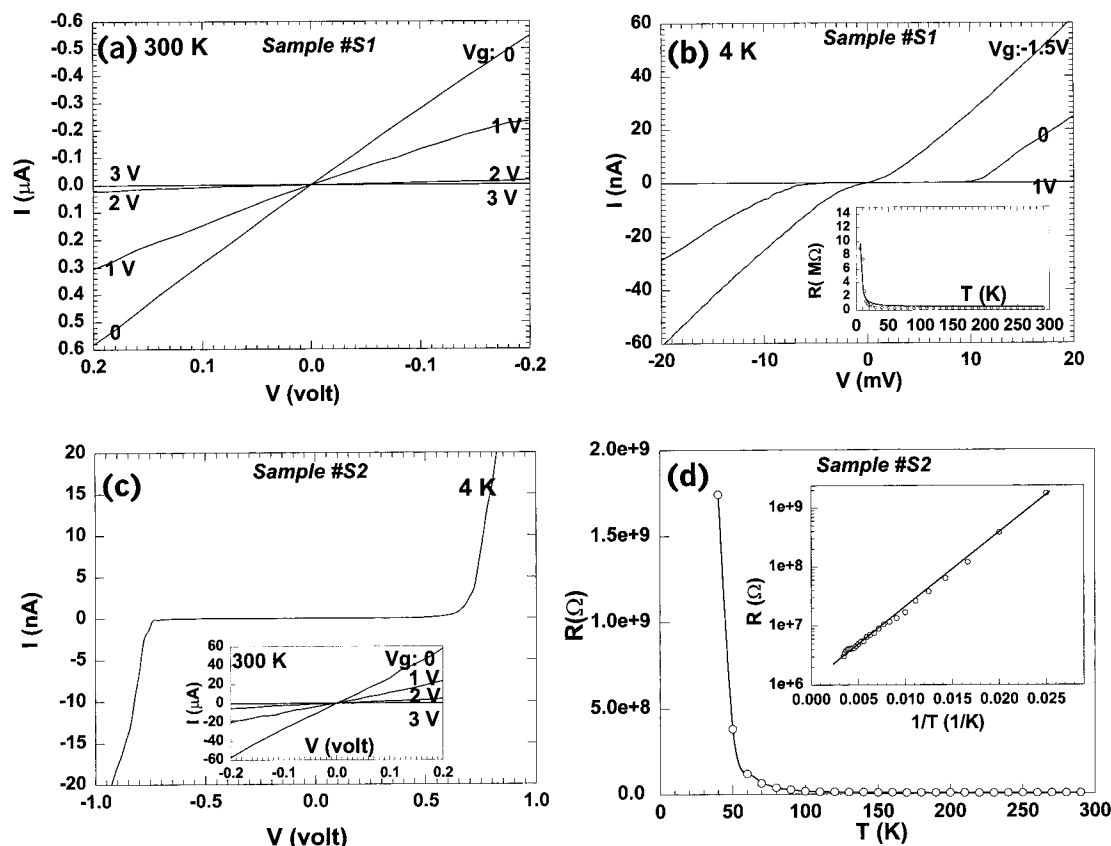 (a) 300 K Sample #S1
Vg: 0
1 V
2 V
3 V
3 V
2 V
1 V
0
-0.6
-0.5
-0.4
-0.3
-0.2
-0.1
0.0
0.1
0.2
0.3
0.4
0.5
0.6
I (μA)
0.2 0.1 0.0 -0.1 -0.2
V (volt)
(b) 4 K Sample #S1
Vg:-1.5V
0
1V
60
40
20
0
-20
-40
-60
I (nA)
-20 -10 0 10 20
V (mV)
14
12
10
8
6
4
2
0
R( MΩ)
T (K)
0 50 100 150 200 250 300
(c) Sample #S2
4 K
20
15
10
5
0
-5
-10
-15
-20
I (nA)
-1.0 -0.5 0.0 0.5 1.0
V (volt)
300 K Vg: 0
1 V
2 V
3 V
60
40
20
0
-20
-40
-60
I (μA)
V (volt)
-0.2 -0.1 0.0 0.1 0.2
(d) Sample #S2
2.0e+9
1.5e+9
1.0e+9
5.0e+8
0.0
R(Ω)
0 50 100 150 200 250 300
T (K)
1e+9
1e+8
1e+7
1e+6
R (Ω)
0.000 0.005 0.010 0.015 0.020 0.025
1/T (1/K)